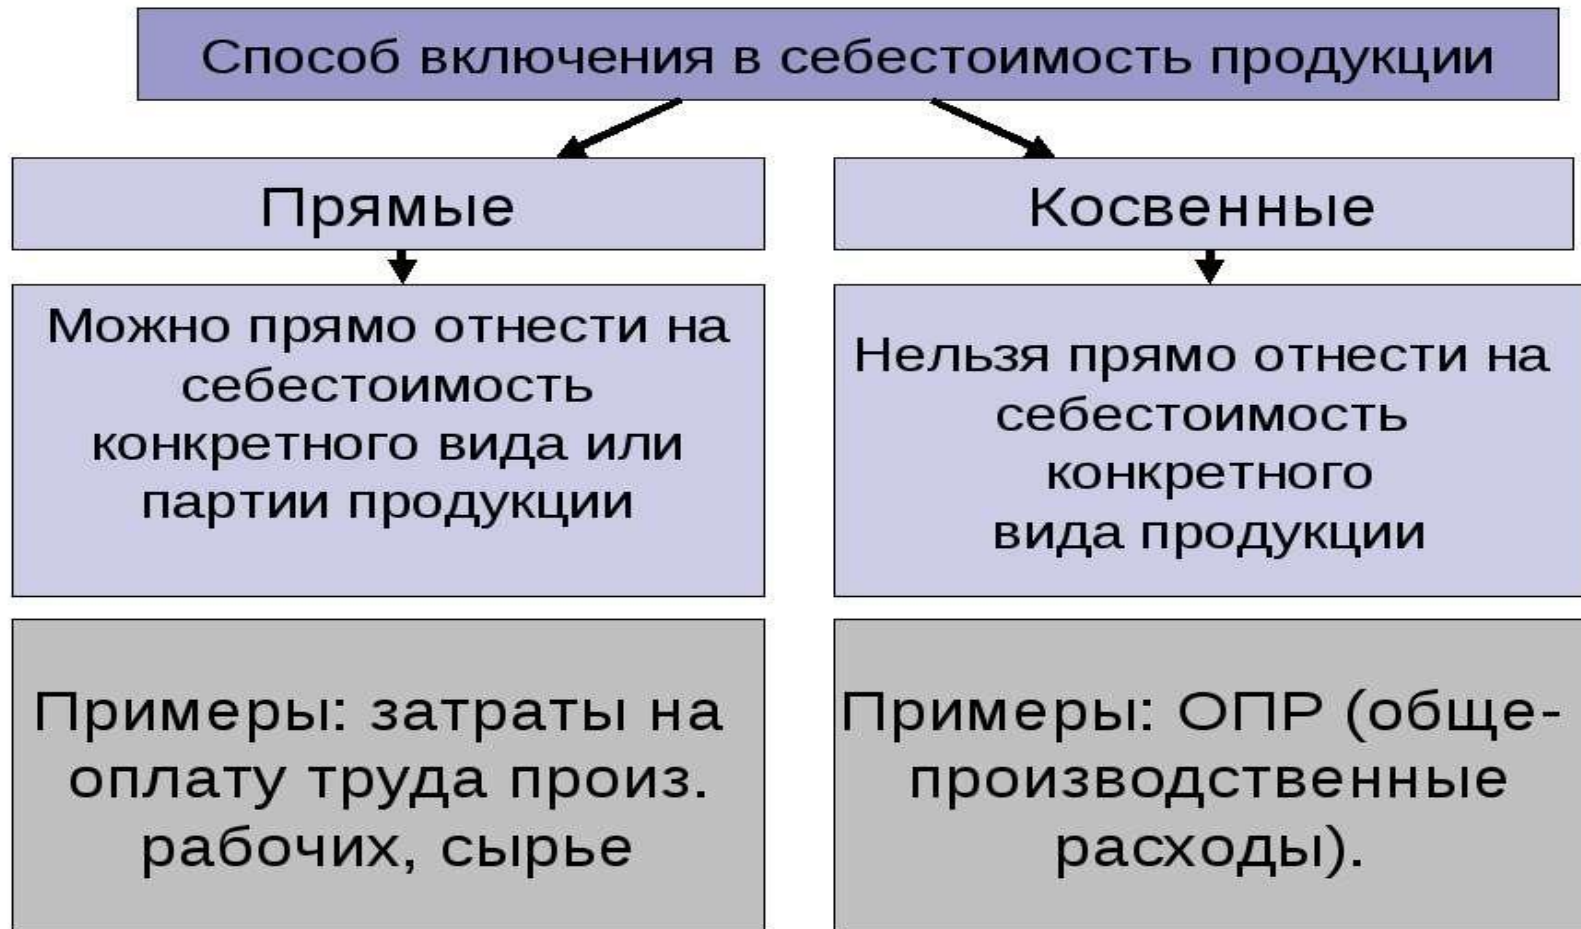 Способ включения в себестоимость продукции
Прямые
Косвенные
Можно прямо отнести на
себестоимость
конкретного вида или
партии продукции
Нельзя прямо отнести на
себестоимость
конкретного
вида продукции
Примеры: затраты на
оплату труда произ.
рабочих, сырье
Примеры: ОПР (обще-
производственные
расходы).